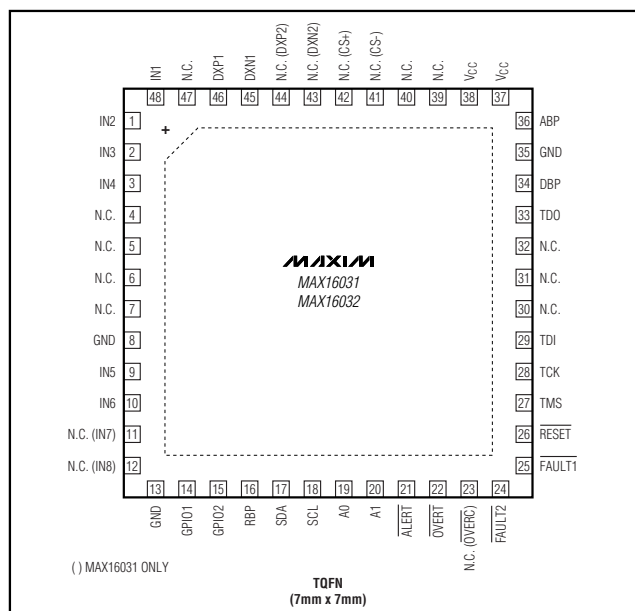 IN1
N.C.
DXP1
DXN1
N.C. (DXP2)
N.C. (DXN2)
N.C. (CS+)
N.C. (CS-)
N.C.
N.C.
VCC
VCC
48 47 46 45 44 43 42 41 40 39 38 37
+
IN2 1
IN3 2
IN4 3
N.C. 4
N.C. 5
N.C. 6
N.C. 7
GND 8
IN5 9
IN6 10
N.C. (IN7) 11
N.C. (IN8) 12
MAXIM
MAX16031
MAX16032
36 ABP
35 GND
34 DBP
33 TDO
32 N.C.
31 N.C.
30 N.C.
29 TDI
28 TCK
27 TMS
26 RESET
25 FAULT1
13 14 15 16 17 18 19 20 21 22 23 24
GND
GPIO1
GPIO2
RBP
SDA
SCL
A0
A1
ALERT
OVERT
N.C. (OVERC)
FAULT2
( ) MAX16031 ONLY
TQFN
(7mm x 7mm)